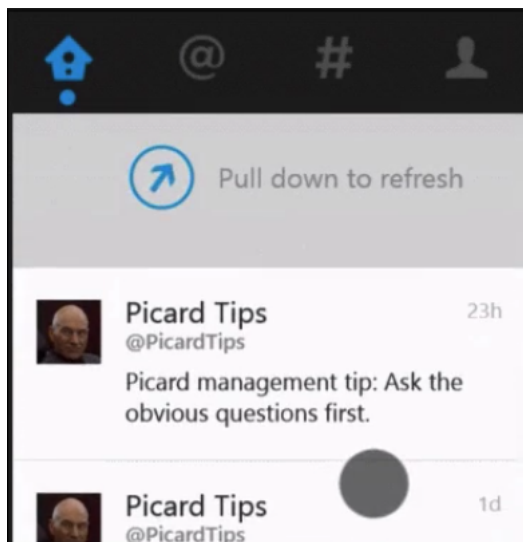 @ #
Pull down to refresh
Picard Tips 23h
@PicardTips
Picard management tip: Ask the
obvious questions first.
Picard Tips 1d
@PicardTips